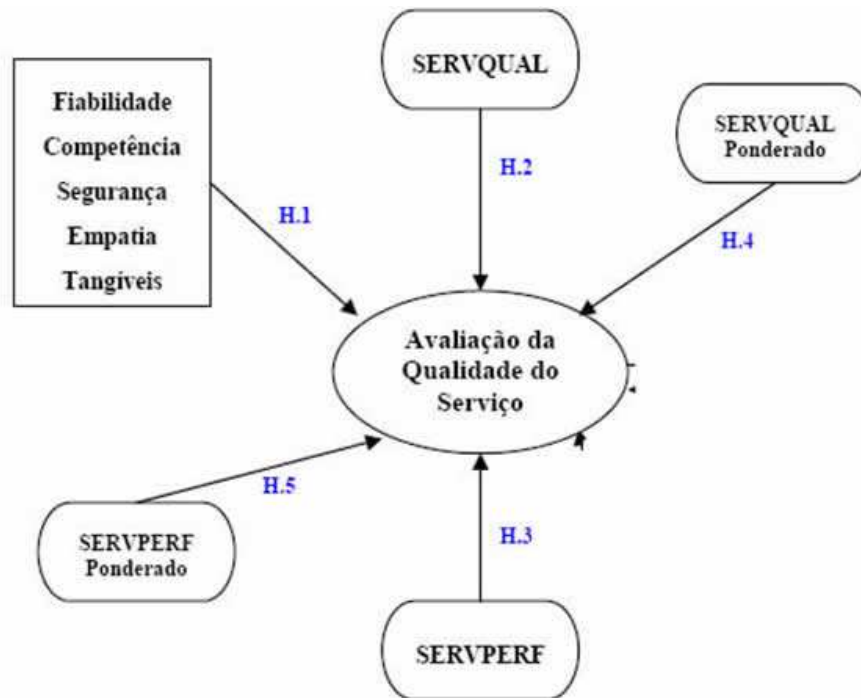 SERVQUAL
Fiabilidade
Competência
Segurança
Empatia
Tangíveis
SERVQUAL
Ponderado
H.2
H.1
H.4
Avaliação da
Qualidade do
Serviço
H.5
SERVPERF
Ponderado
H.3
SERVPERF